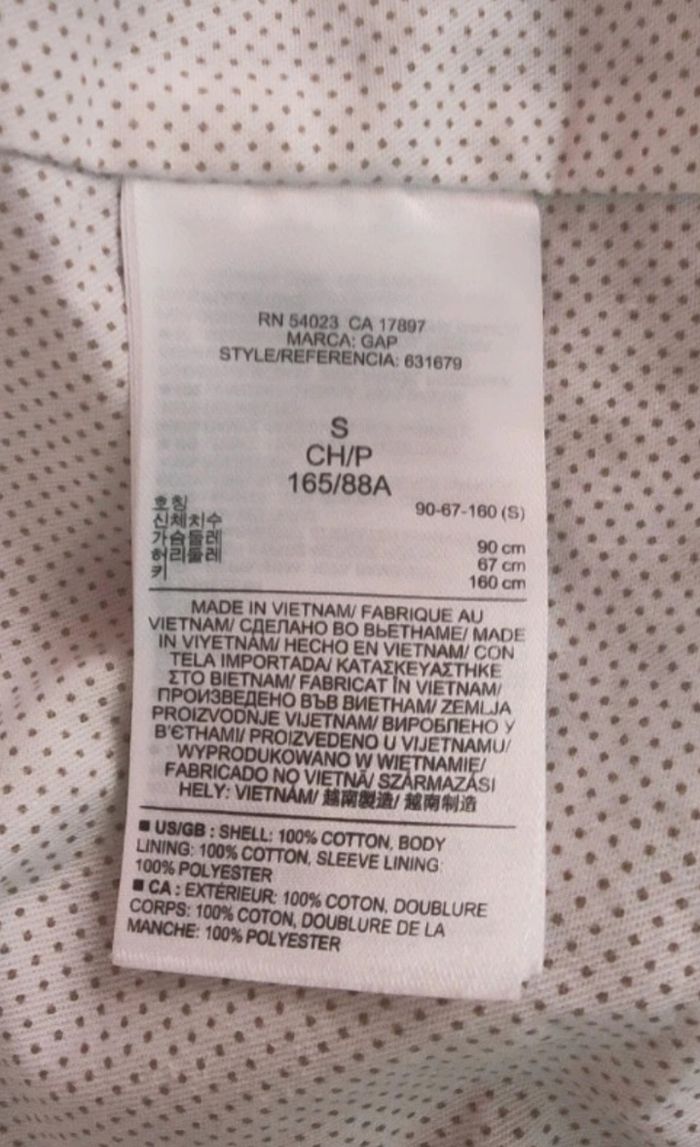 RN 54023 CA 17897
MARCA: GAP
STYLE/REFERENCIA: 631679
S
CH/P
165/88A
호칭 90-67-160 (S)
신체치수
가슴둘레 90 cm
허리둘레 67 cm
키 160 cm
MADE IN VIETNAM/ FABRIQUE AU
VIETNAM/ СДЕЛАНО ВО ВЬЕТНАМЕ/ MADE
IN VIYETNAM/ HECHO EN VIETNAM/ CON
TELA IMPORTADA/ ΚΑΤΑΣΚΕΥΑΣΤΗΚΕ
ΣΤΟ ΒΙΕΤΝΑΜ/ FABRICAT ÎN VIETNAM/
ПРОИЗВЕДЕНО ВЪВ ВИЕТНАМ/ ZEMLJA
PROIZVODNJE VIJETNAM/ ВИРОБЛЕНО У
В'ЄТНАМІ/ PROIZVEDENO U VIJETNAMU/
WYPRODUKOWANO W WIETNAMIE/
FABRICADO NO VIETNÃ/ SZÁRMAZÁSI
HELY: VIETNÁM/ 越南製造/ 越南制造
■ US/GB : SHELL: 100% COTTON, BODY
LINING: 100% COTTON, SLEEVE LINING:
100% POLYESTER
■ CA : EXTÉRIEUR: 100% COTON, DOUBLURE
CORPS: 100% COTON, DOUBLURE DE LA
MANCHE: 100% POLYESTER